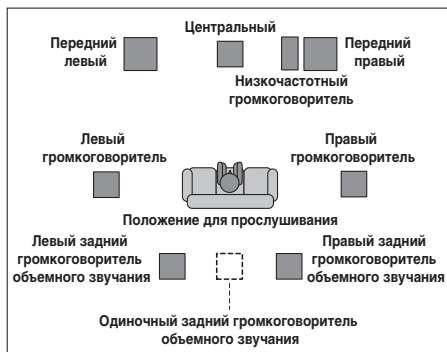 Центральный
Передний
левый
Передний
правый
Низкочастотный
громкоговоритель
Левый
громкоговоритель
Правый
громкоговоритель
Положение для прослушивания
Левый задний
громкоговоритель
объемного звучания
Правый задний
громкоговоритель
объемного звучания
Одиночный задний громкоговоритель
объемного звучания